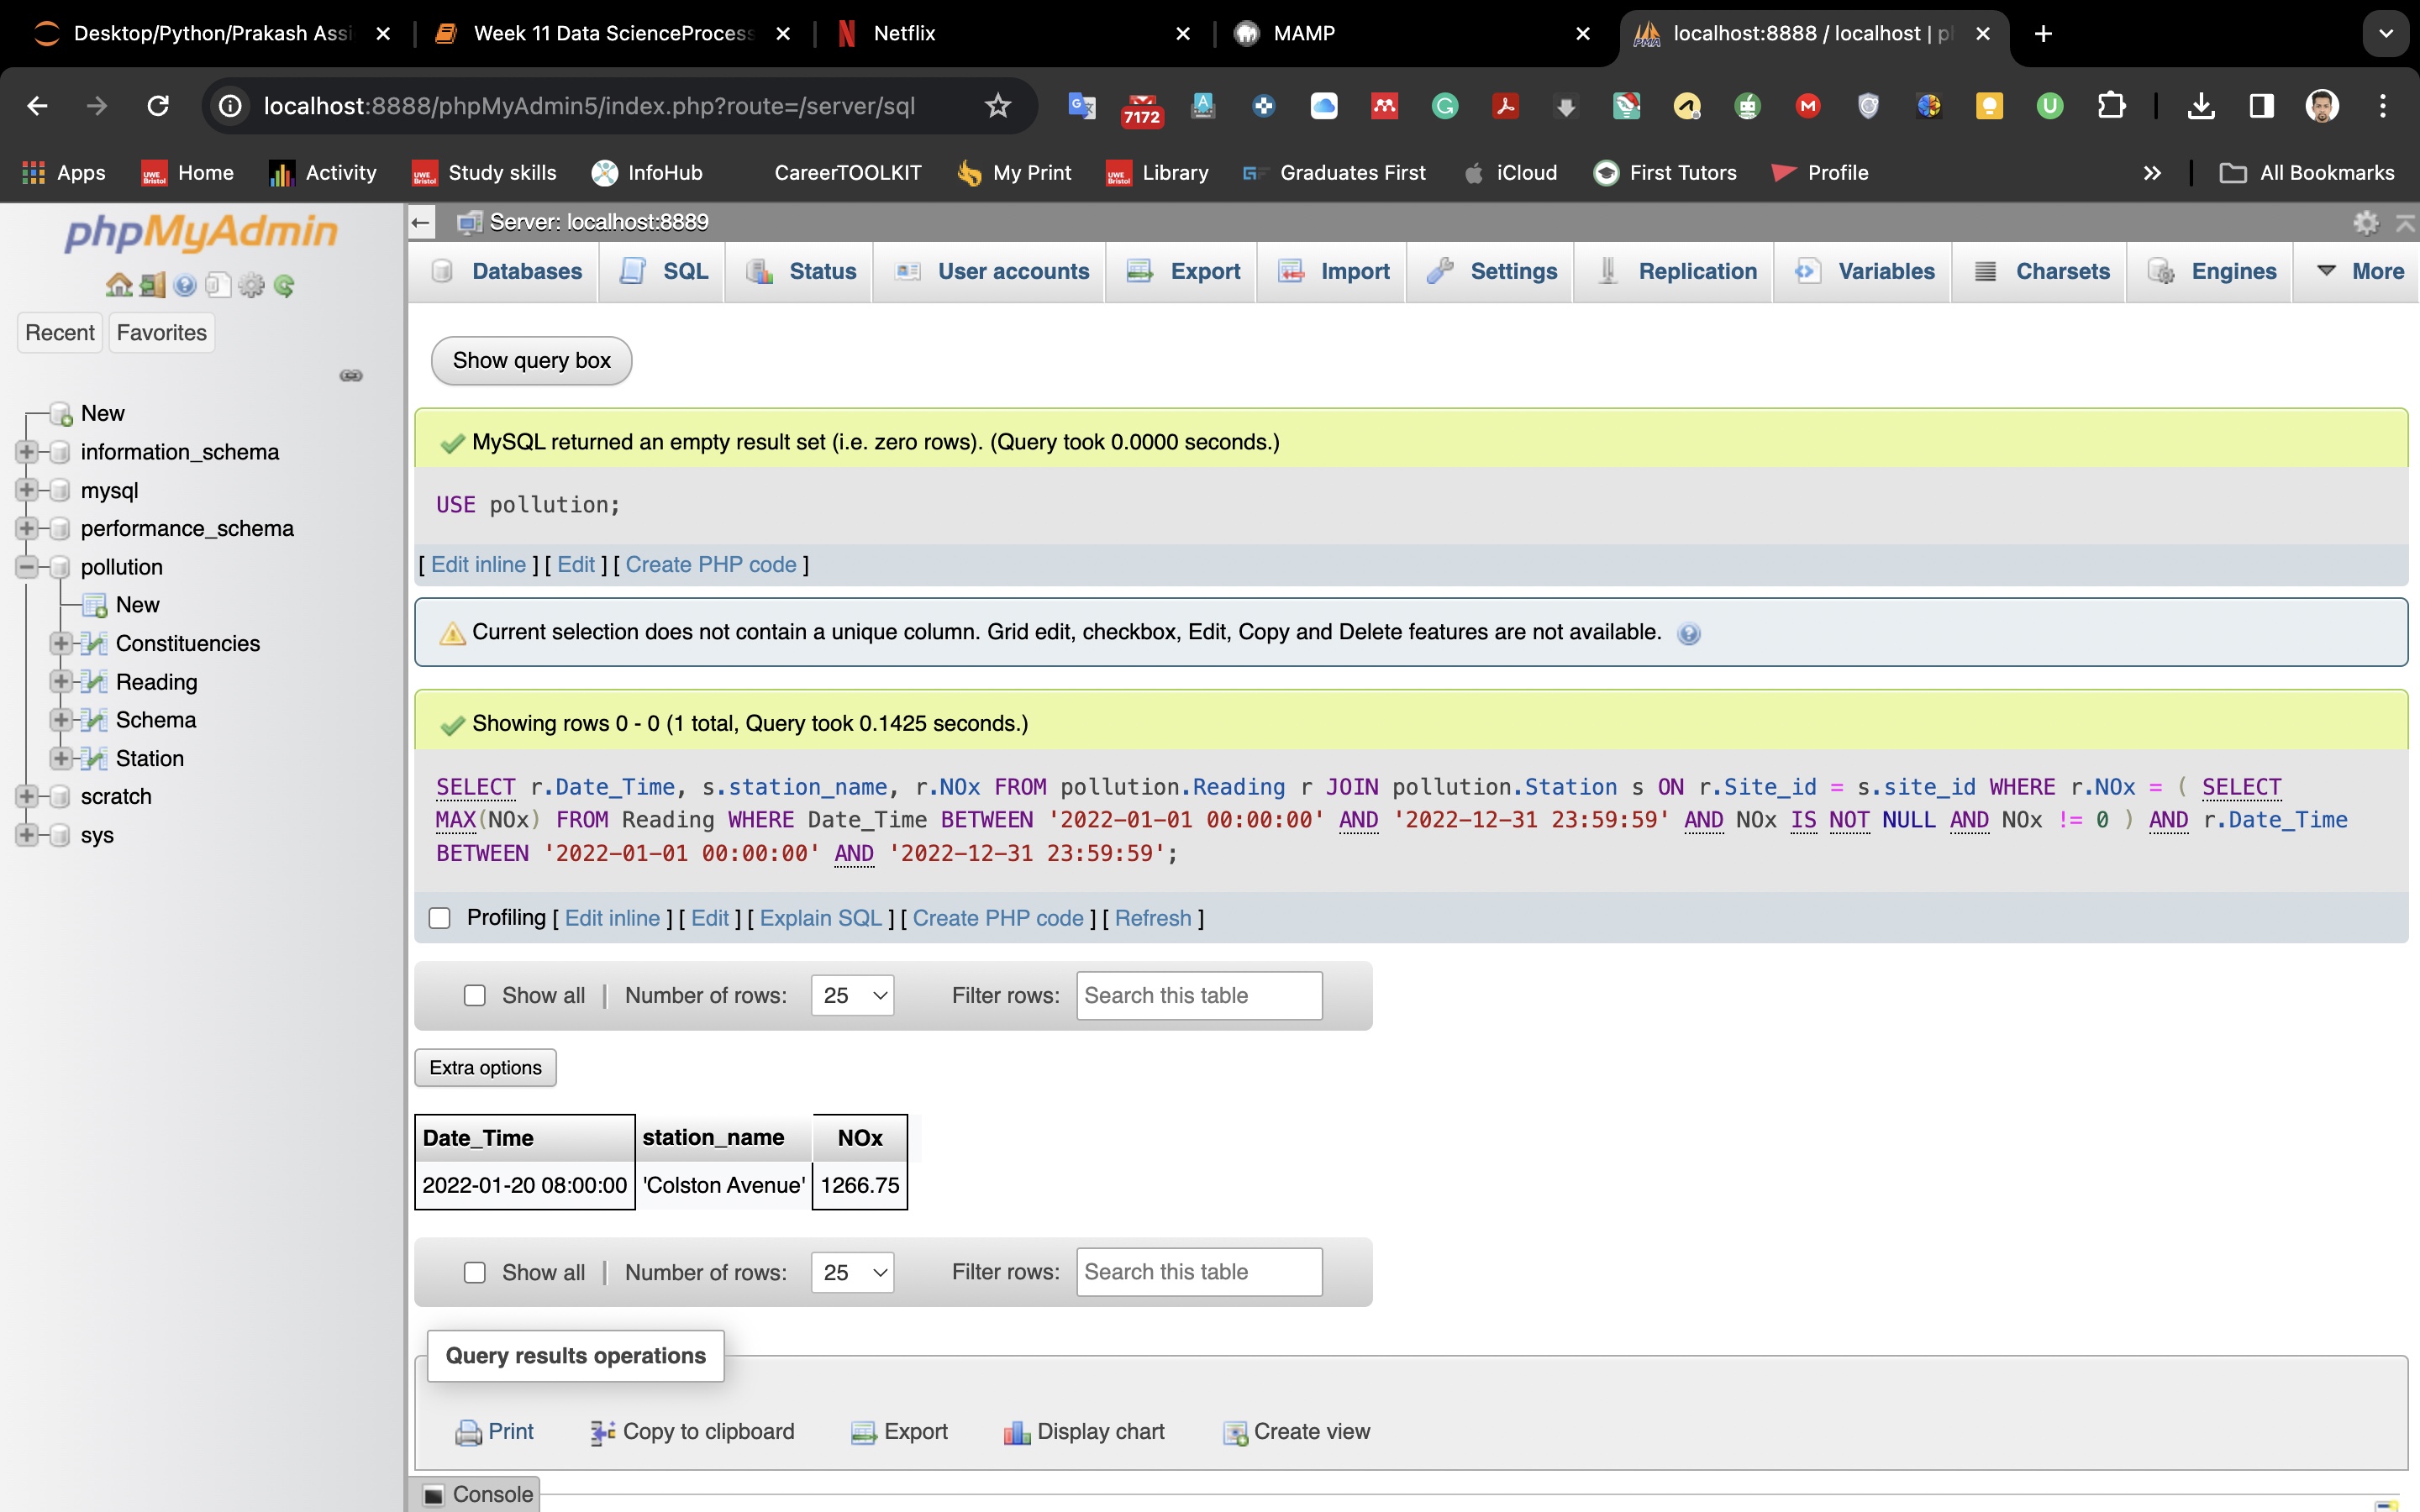 Desktop/Python/Prakash Assi
Week 11 Data ScienceProcess
Netflix
MAMP
localhost:8888 / localhost | ph
localhost:8888/phpMyAdmin5/index.php?route=/server/sql
7172
Apps
Home
Activity
Study skills
InfoHub
CareerTOOLKIT
My Print
Library
Graduates First
iCloud
First Tutors
Profile
All Bookmarks
phpMyAdmin
Recent
Favorites
New
information_schema
mysql
performance_schema
pollution
New
Constituencies
Reading
Schema
Station
scratch
sys
Server: localhost:8889
Databases
SQL
Status
User accounts
Export
Import
Settings
Replication
Variables
Charsets
Engines
More
Show query box
MySQL returned an empty result set (i.e. zero rows). (Query took 0.0000 seconds.)
USE pollution;
[ Edit inline ] [ Edit ] [ Create PHP code ]
Current selection does not contain a unique column. Grid edit, checkbox, Edit, Copy and Delete features are not available.
Showing rows 0 - 0 (1 total, Query took 0.1425 seconds.)
SELECT r.Date_Time, s.station_name, r.NOx FROM pollution.Reading r JOIN pollution.Station s ON r.Site_id = s.site_id WHERE r.NOx = ( SELECT
MAX(NOx) FROM Reading WHERE Date_Time BETWEEN '2022-01-01 00:00:00' AND '2022-12-31 23:59:59' AND NOx IS NOT NULL AND NOx != 0 ) AND r.Date_Time
BETWEEN '2022-01-01 00:00:00' AND '2022-12-31 23:59:59';
Profiling [ Edit inline ] [ Edit ] [ Explain SQL ] [ Create PHP code ] [ Refresh ]
Show all | Number of rows: 25 Filter rows: Search this table
Extra options
Date_Time station_name NOx
2022-01-20 08:00:00 'Colston Avenue' 1266.75
Show all | Number of rows: 25 Filter rows: Search this table
Query results operations
Print
Copy to clipboard
Export
Display chart
Create view
Console